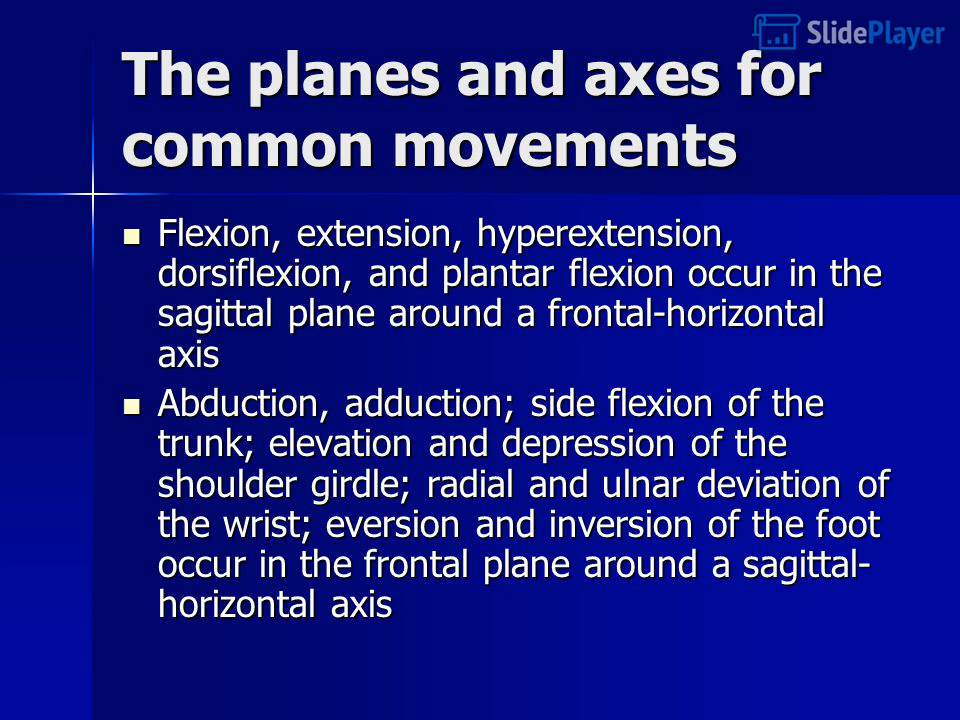 SlidePlayer
The planes and axes for
common movements
Flexion, extension, hyperextension,
dorsiflexion, and plantar flexion occur in the
sagittal plane around a frontal-horizontal
axis
Abduction, adduction; side flexion of the
trunk; elevation and depression of the
shoulder girdle; radial and ulnar deviation of
the wrist; eversion and inversion of the foot
occur in the frontal plane around a sagittal-
horizontal axis